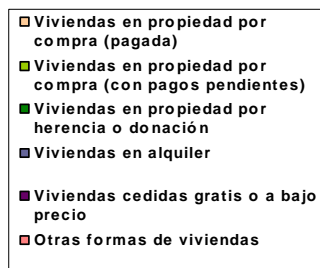 Viviendas en propiedad por
compra (pagada)
Viviendas en propiedad por
compra (con pagos pendientes)
Viviendas en propiedad por
herencia o donación
Viviendas en alquiler
Viviendas cedidas gratis o a bajo
precio
Otras formas de viviendas